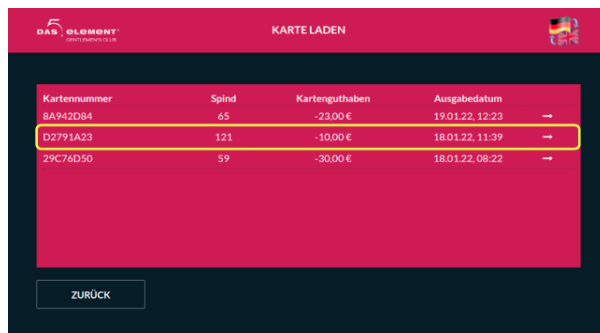 DAS 5 ELEMENT
GENTLEMEN'S CLUB
KARTE LADEN
Kartennummer Spind Kartenguthaben Ausgabedatum
8A942D84 65 -23,00 € 19.01.22, 12:23 →
D2791A23 121 -10,00 € 18.01.22, 11:39 →
29C76D50 59 -30,00 € 18.01.22, 08:22 →
ZURÜCK